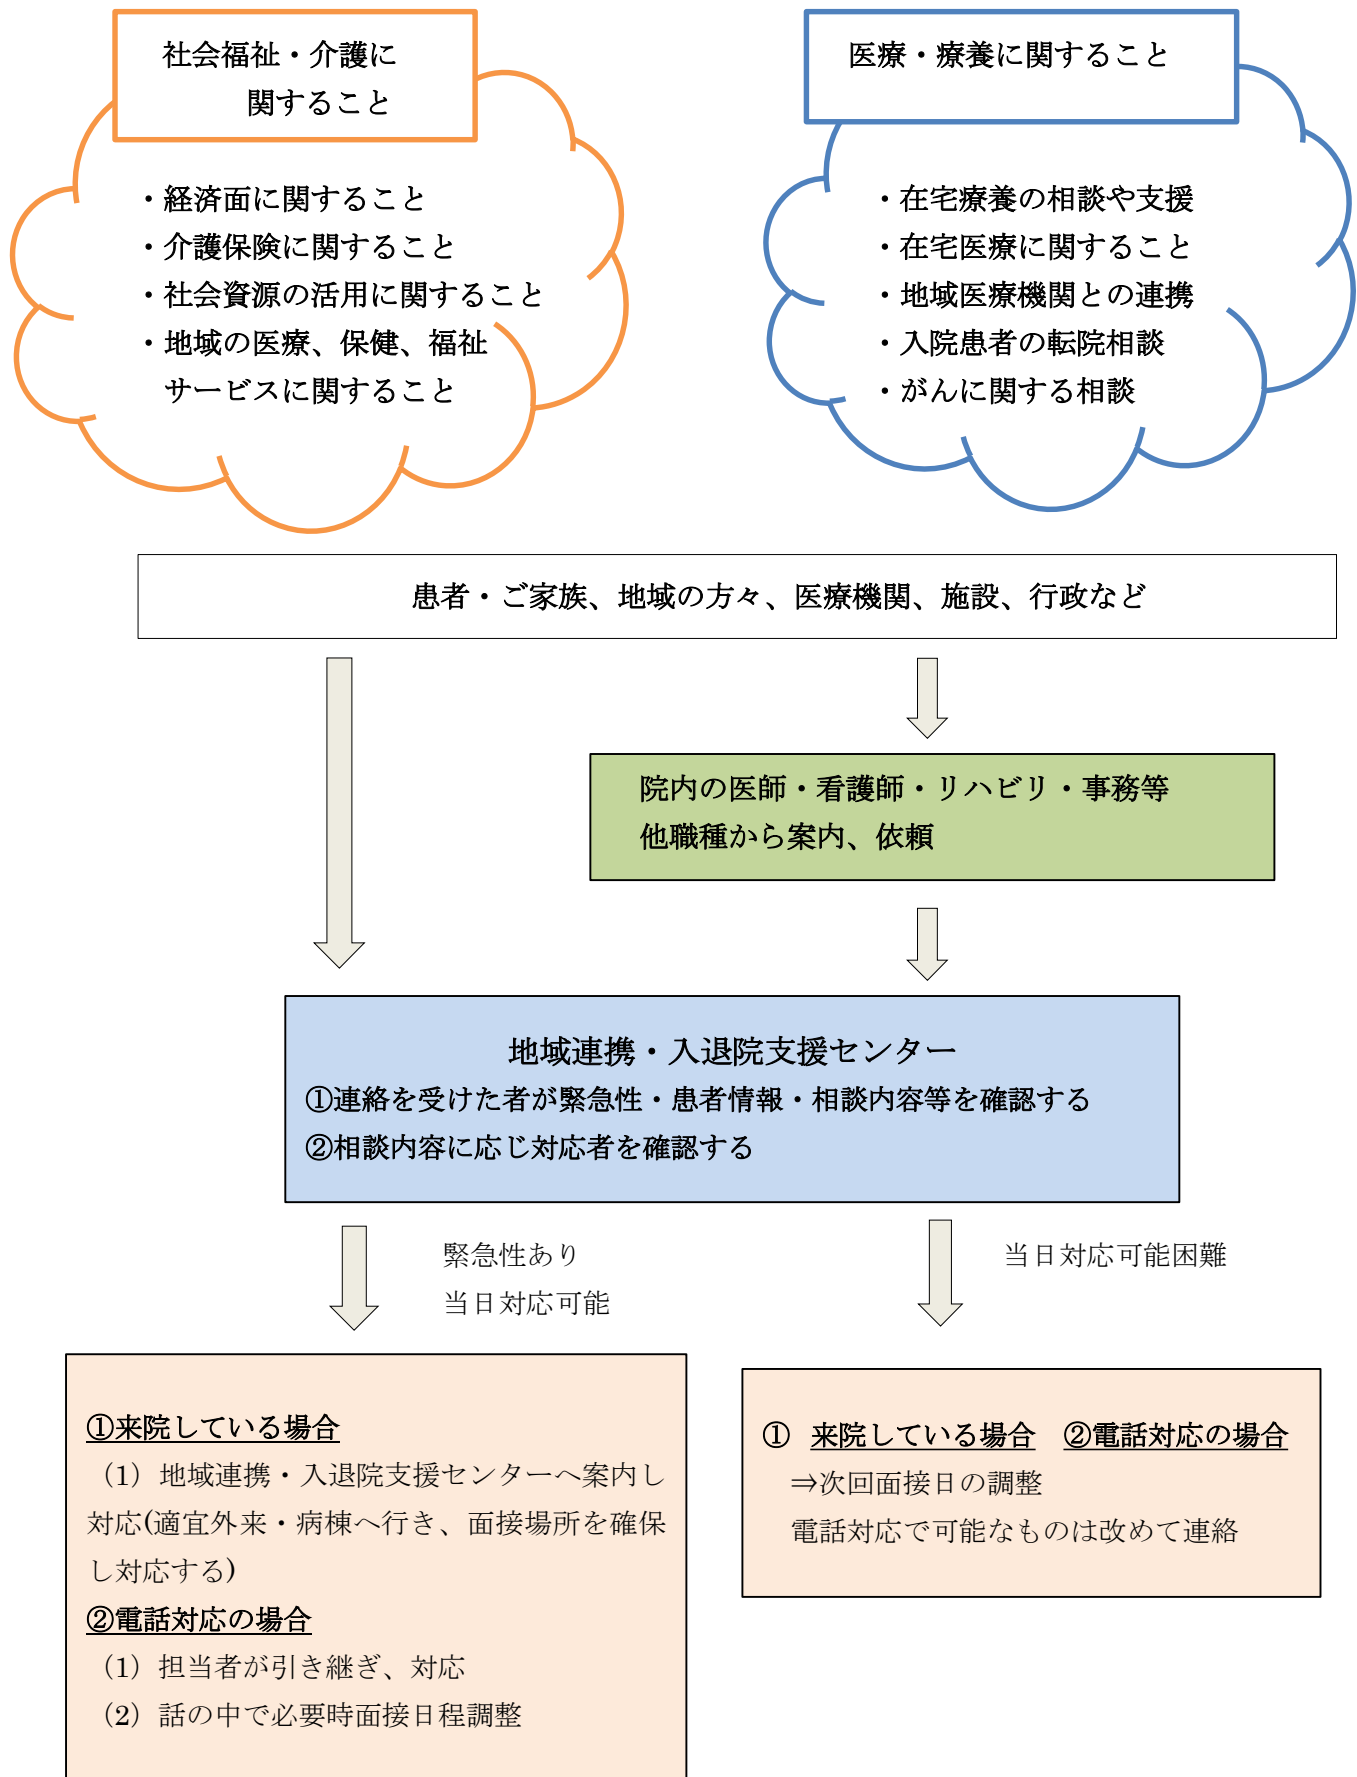 社会福祉・介護に
関すること
・経済面に関すること
・介護保険に関すること
・社会資源の活用に関すること
・地域の医療、保健、福祉
サービスに関すること
医療・療養に関すること
・在宅療養の相談や支援
・在宅医療に関すること
・地域医療機関との連携
・入院患者の転院相談
・がんに関する相談
患者・ご家族、地域の方々、医療機関、施設、行政など
院内の医師・看護師・リハビリ・事務等
他職種から案内、依頼
地域連携・入退院支援センター
①連絡を受けた者が緊急性・患者情報・相談内容等を確認する
②相談内容に応じ対応者を確認する
緊急性あり
当日対応可能
当日対応可能困難
①来院している場合
（1）地域連携・入退院支援センターへ案内し
対応(適宜外来・病棟へ行き、面接場所を確保
し対応する)
②電話対応の場合
（1）担当者が引き継ぎ、対応
（2）話の中で必要時面接日程調整
① 来院している場合 ②電話対応の場合
⇒次回面接日の調整
電話対応で可能なものは改めて連絡